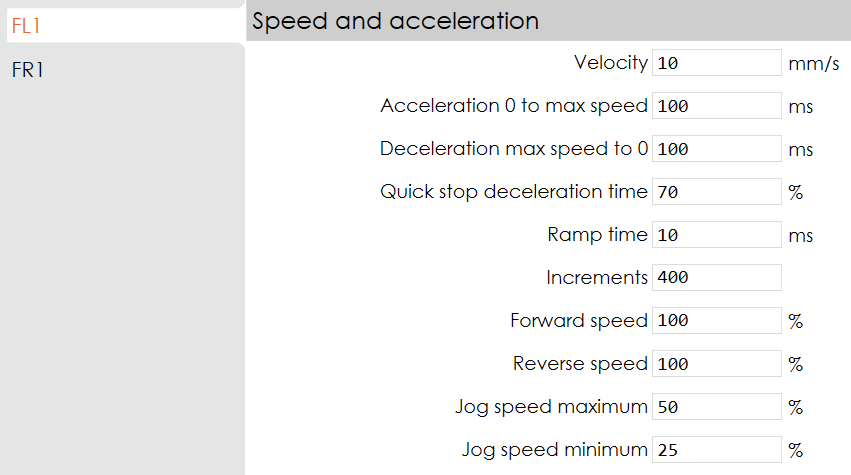 FL1
FR1
Speed and acceleration
Velocity 10 mm/s
Acceleration 0 to max speed 100 ms
Deceleration max speed to 0 100 ms
Quick stop deceleration time 70 %
Ramp time 10 ms
Increments 400
Forward speed 100 %
Reverse speed 100 %
Jog speed maximum 50 %
Jog speed minimum 25 %